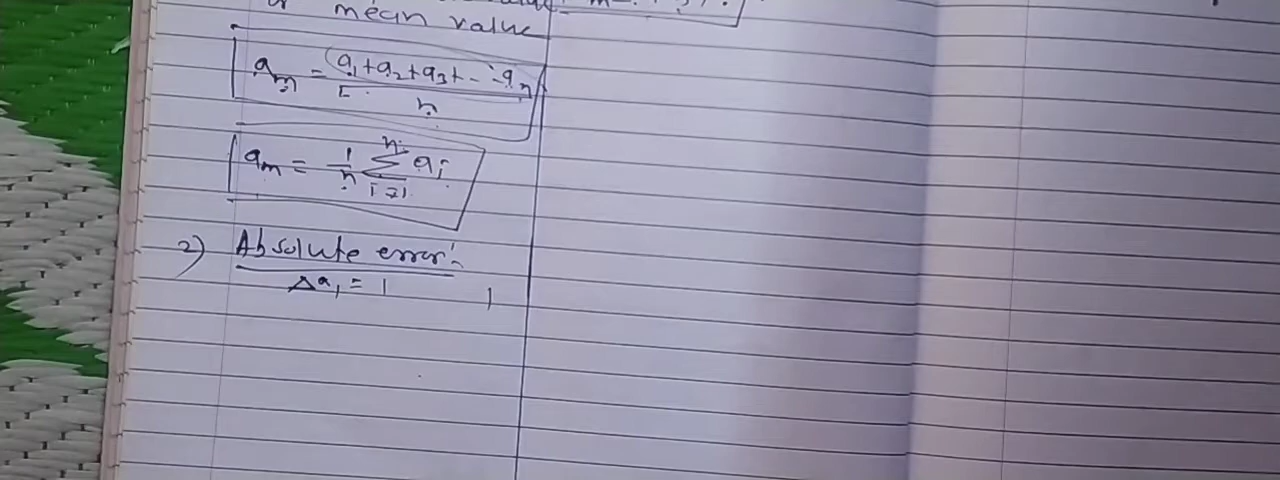 mean value
am = a1+a2+a3+--an
n
am = 1/n Σ ai
n
i=1
2) Absolute error:-
Δa1 = | |